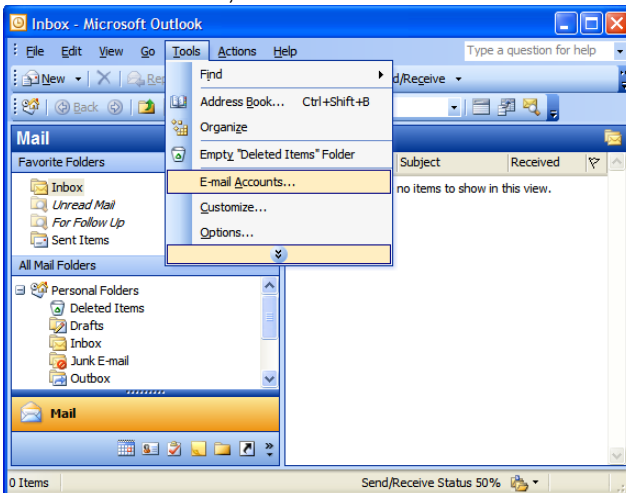 Inbox - Microsoft Outlook
File Edit View Go Tools Actions Help Type a question for help
New Re d/Receive
Find
Back Address Book... Ctrl+Shift+B
Organize
Mail
Favorite Folders Empty "Deleted Items" Folder Subject Received
Inbox E-mail Accounts... no items to show in this view.
Unread Mail Customize...
For Follow Up
Sent Items Options...
All Mail Folders
Personal Folders
Deleted Items
Drafts
Inbox
Junk E-mail
Outbox
Mail
0 Items Send/Receive Status 50%